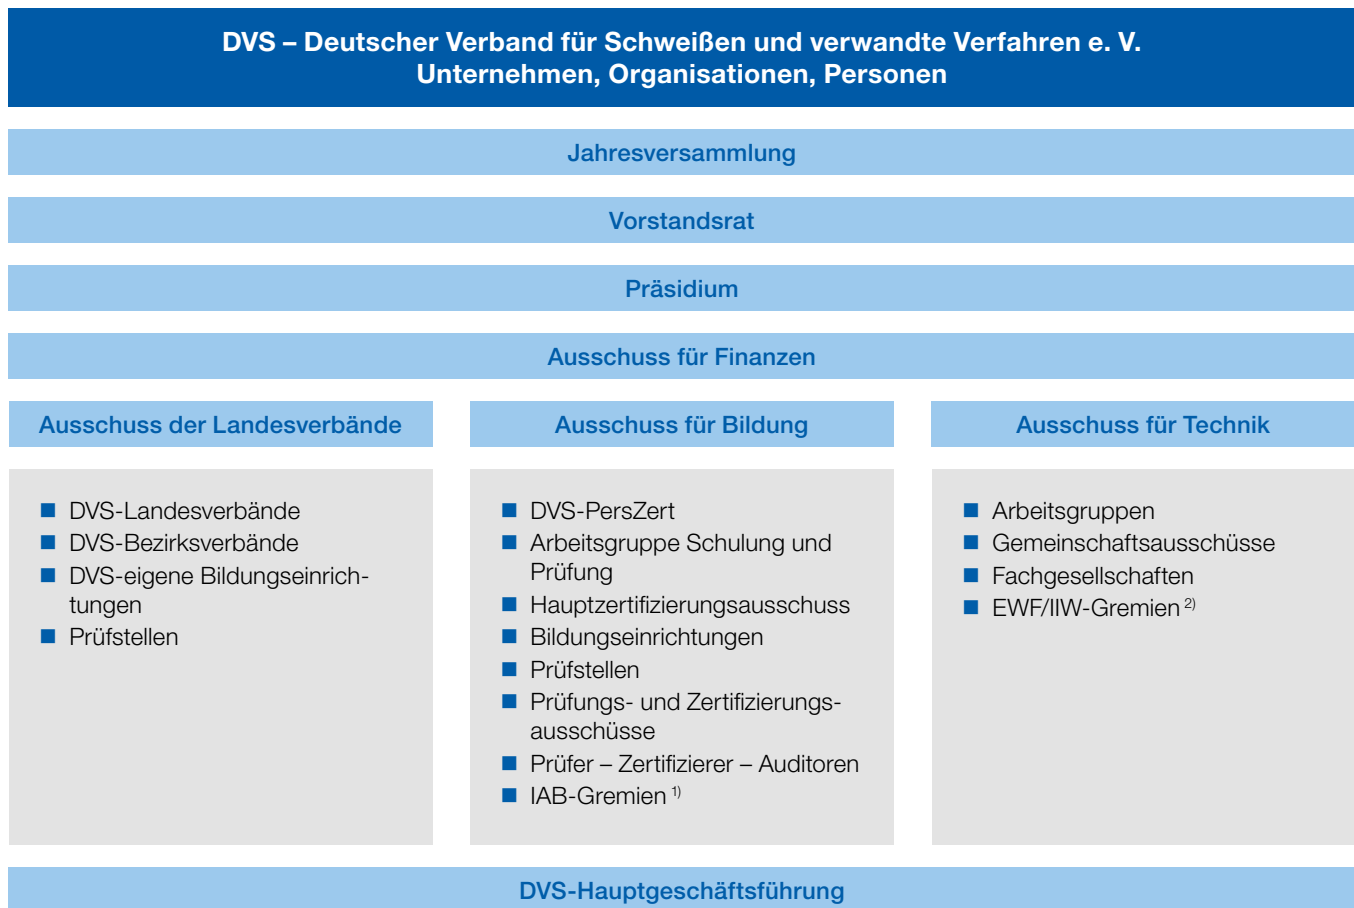 DVS – Deutscher Verband für Schweißen und verwandte Verfahren e. V.
Unternehmen, Organisationen, Personen
Jahresversammlung
Vorstandsrat
Präsidium
Ausschuss für Finanzen
Ausschuss der Landesverbände
■ DVS-Landesverbände
■ DVS-Bezirksverbände
■ DVS-eigene Bildungseinrich-
tungen
■ Prüfstellen
Ausschuss für Bildung
■ DVS-PersZert
■ Arbeitsgruppe Schulung und
Prüfung
■ Hauptzertifizierungsausschuss
■ Bildungseinrichtungen
■ Prüfstellen
■ Prüfungs- und Zertifizierungs-
ausschüsse
■ Prüfer – Zertifizierer – Auditoren
■ IAB-Gremien 1)
Ausschuss für Technik
■ Arbeitsgruppen
■ Gemeinschaftsausschüsse
■ Fachgesellschaften
■ EWF/IIW-Gremien 2)
DVS-Hauptgeschäftsführung